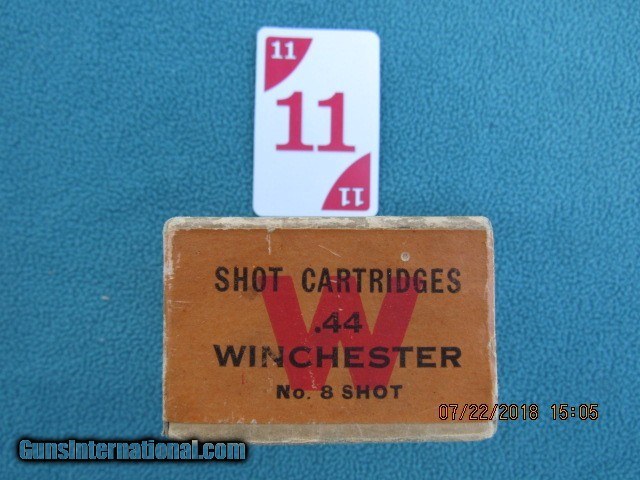 11
11
11
SHOT CARTRIDGES
W
.44
WINCHESTER
No. 8 SHOT
07/22/2018 15:05
GunsInternational.com